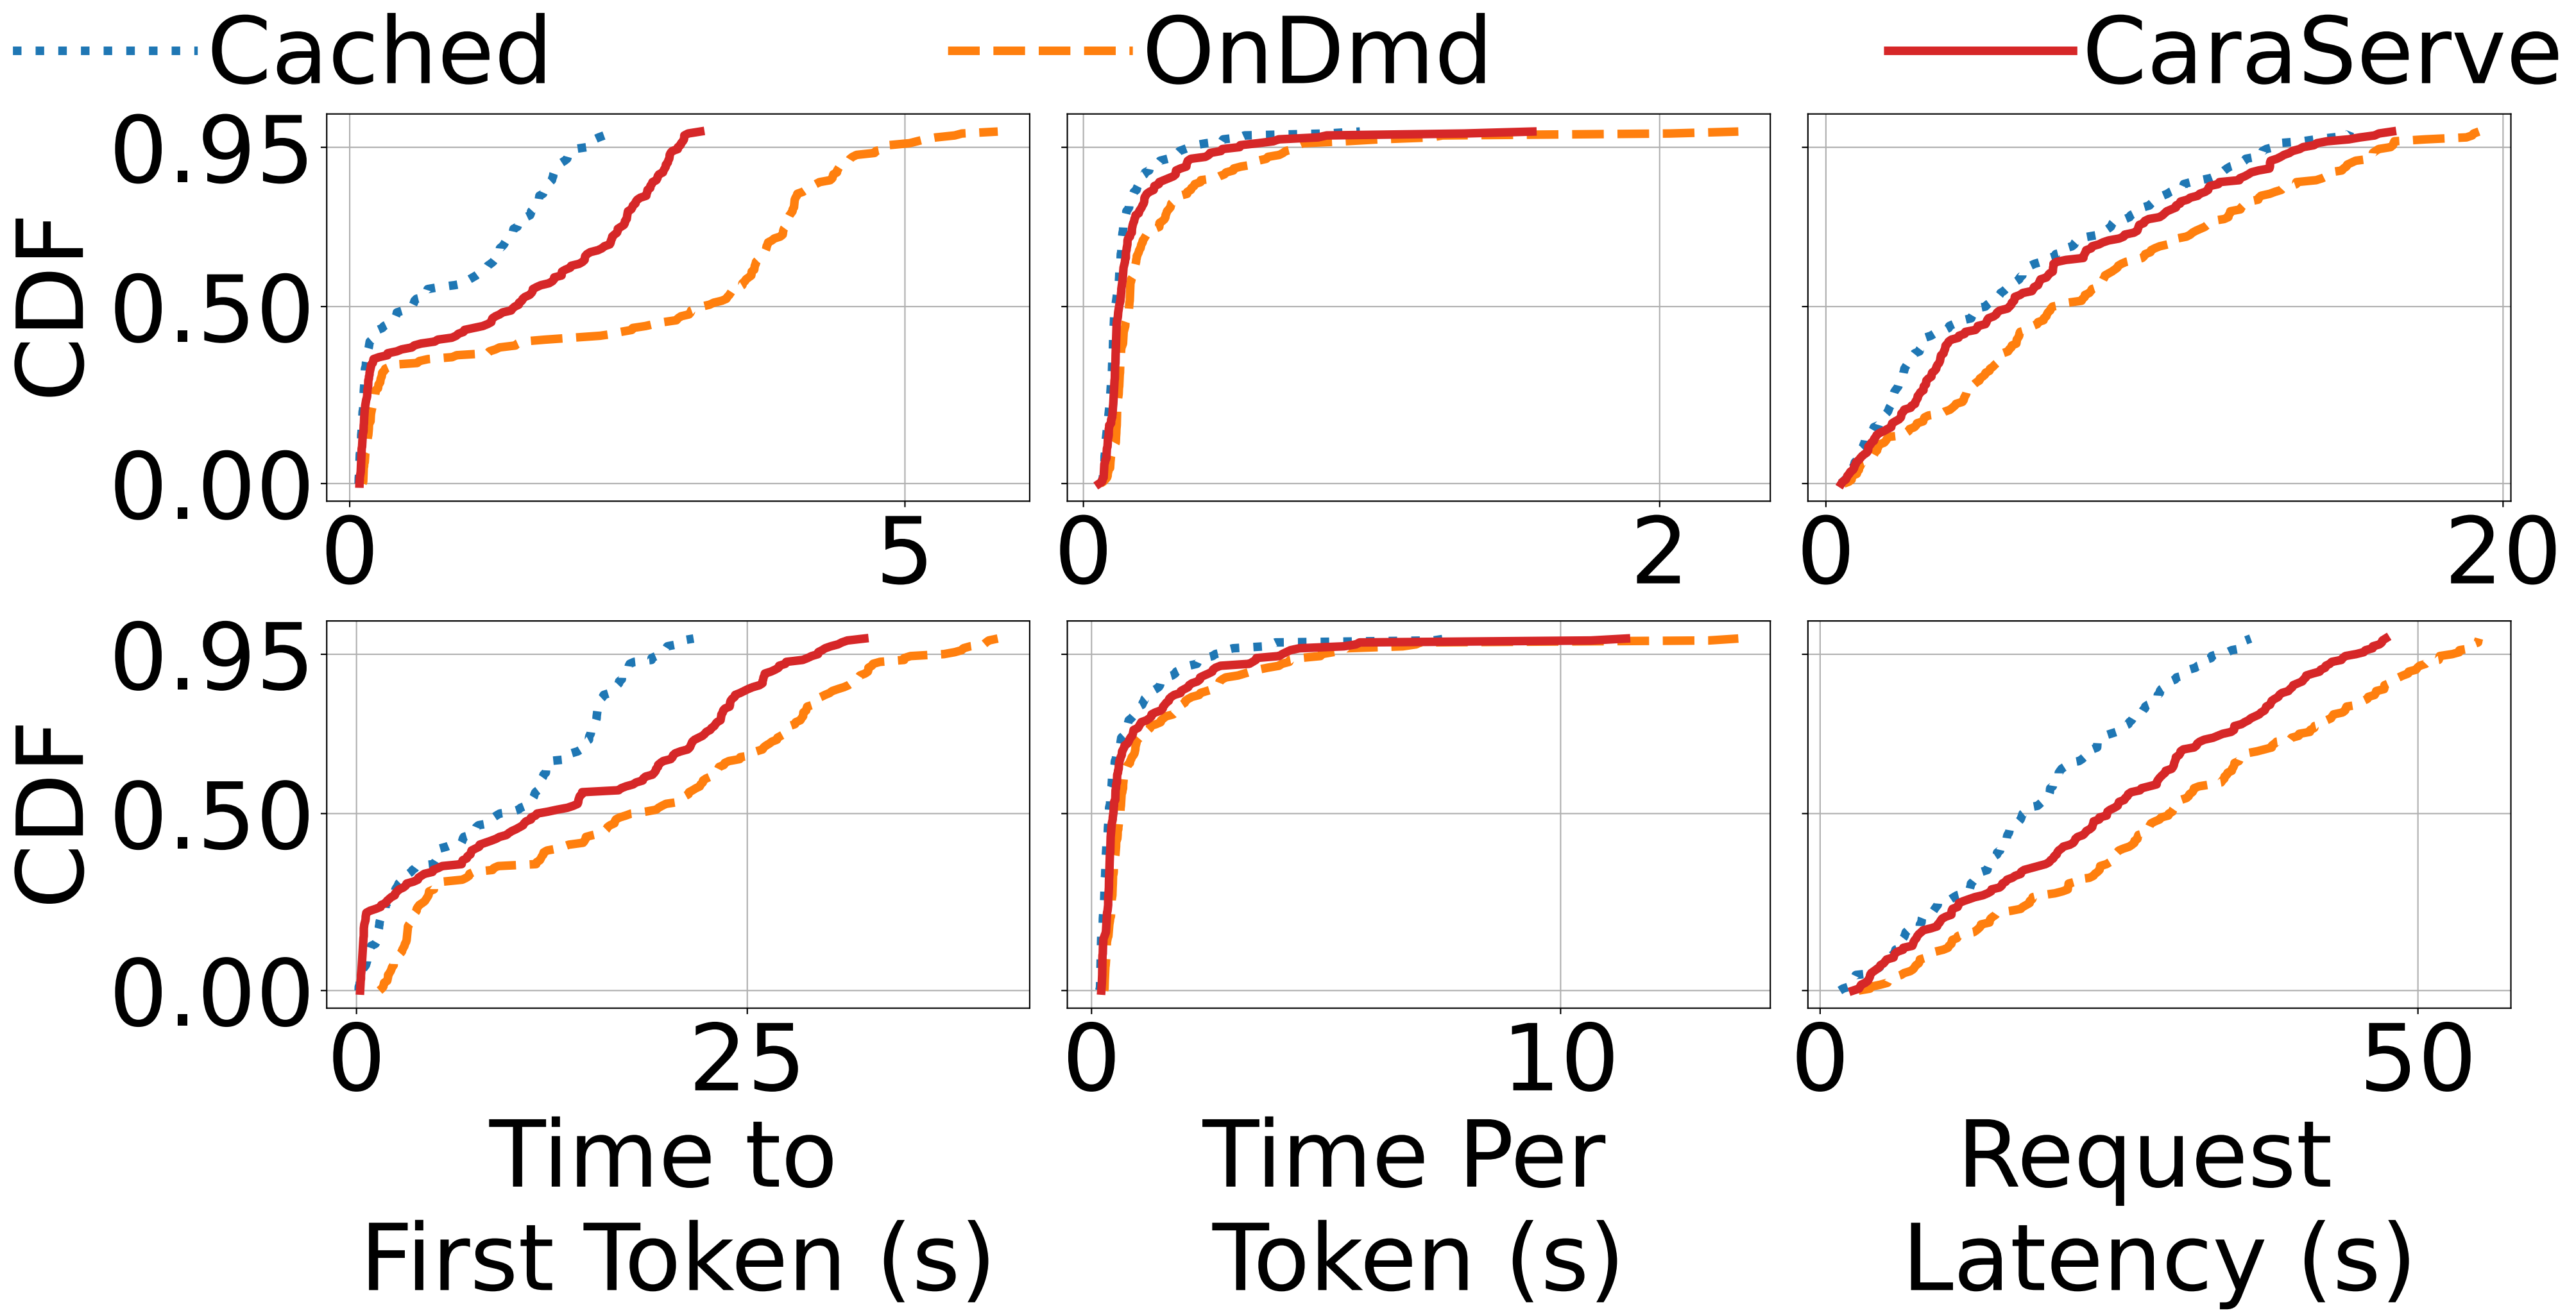 Cached OnDmd CaraServe
CDF
0.95
0.50
0.00
0 5
0 2
0 20
CDF
0.95
0.50
0.00
0 25
0 10
0 50
Time to
First Token (s)
Time Per
Token (s)
Request
Latency (s)